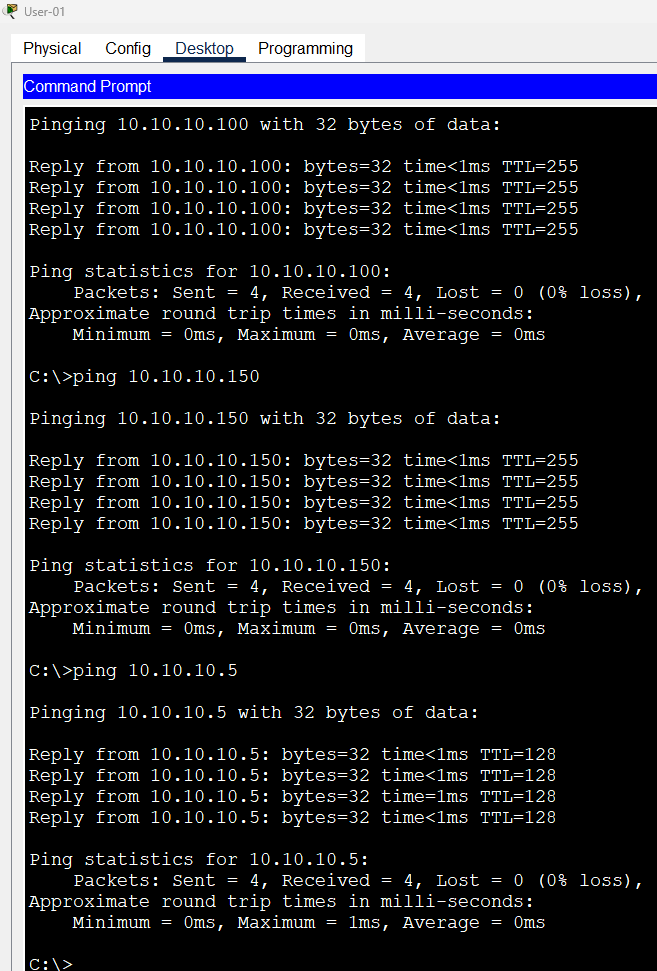 User-01
Physical Config Desktop Programming
Command Prompt
Pinging 10.10.10.100 with 32 bytes of data:
Reply from 10.10.10.100: bytes=32 time<1ms TTL=255
Reply from 10.10.10.100: bytes=32 time<1ms TTL=255
Reply from 10.10.10.100: bytes=32 time<1ms TTL=255
Reply from 10.10.10.100: bytes=32 time<1ms TTL=255
Ping statistics for 10.10.10.100:
Packets: Sent = 4, Received = 4, Lost = 0 (0% loss),
Approximate round trip times in milli-seconds:
Minimum = 0ms, Maximum = 0ms, Average = 0ms
C:\>ping 10.10.10.150
Pinging 10.10.10.150 with 32 bytes of data:
Reply from 10.10.10.150: bytes=32 time<1ms TTL=255
Reply from 10.10.10.150: bytes=32 time<1ms TTL=255
Reply from 10.10.10.150: bytes=32 time<1ms TTL=255
Reply from 10.10.10.150: bytes=32 time<1ms TTL=255
Ping statistics for 10.10.10.150:
Packets: Sent = 4, Received = 4, Lost = 0 (0% loss),
Approximate round trip times in milli-seconds:
Minimum = 0ms, Maximum = 0ms, Average = 0ms
C:\>ping 10.10.10.5
Pinging 10.10.10.5 with 32 bytes of data:
Reply from 10.10.10.5: bytes=32 time<1ms TTL=128
Reply from 10.10.10.5: bytes=32 time<1ms TTL=128
Reply from 10.10.10.5: bytes=32 time=1ms TTL=128
Reply from 10.10.10.5: bytes=32 time<1ms TTL=128
Ping statistics for 10.10.10.5:
Packets: Sent = 4, Received = 4, Lost = 0 (0% loss),
Approximate round trip times in milli-seconds:
Minimum = 0ms, Maximum = 1ms, Average = 0ms
C:\>